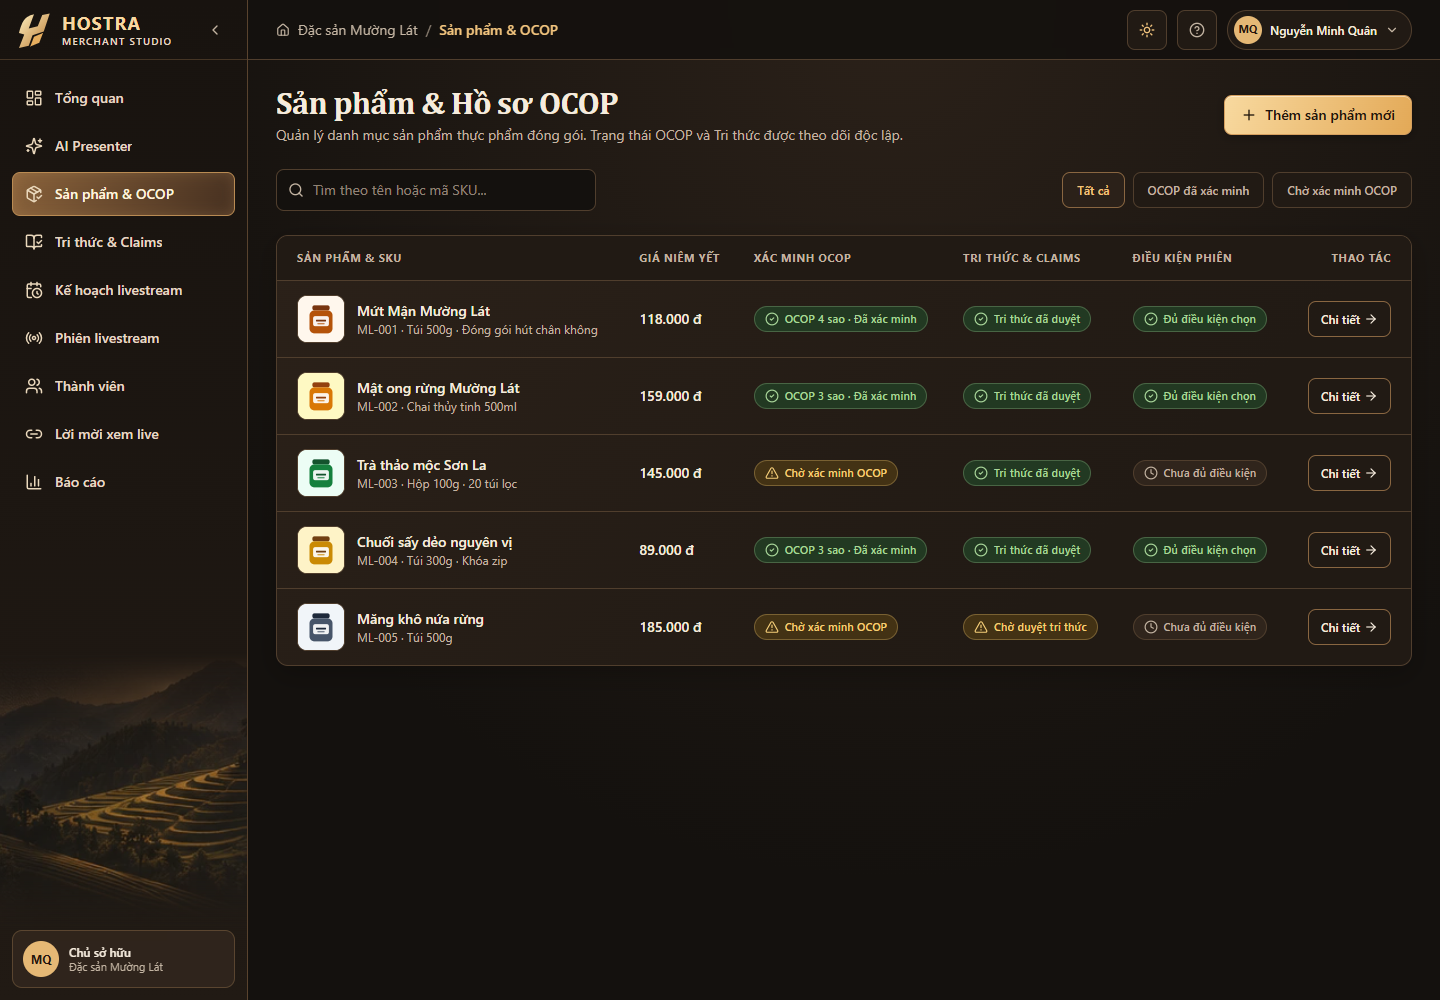 HOSTRA
MERCHANT STUDIO
Đặc sản Mường Lát / Sản phẩm & OCOP
MQ Nguyễn Minh Quân
Tổng quan
AI Presenter
Sản phẩm & OCOP
Tri thức & Claims
Kế hoạch livestream
Phiên livestream
Thành viên
Lời mời xem live
Báo cáo
MQ
Chủ sở hữu
Đặc sản Mường Lát
Sản phẩm & Hồ sơ OCOP
Quản lý danh mục sản phẩm thực phẩm đóng gói. Trạng thái OCOP và Tri thức được theo dõi độc lập.
Thêm sản phẩm mới
Tìm theo tên hoặc mã SKU...
Tất cả
OCOP đã xác minh
Chờ xác minh OCOP
SẢN PHẨM & SKU GIÁ NIÊM YẾT XÁC MINH OCOP TRI THỨC & CLAIMS ĐIỀU KIỆN PHIÊN THAO TÁC
Mứt Mận Mường Lát
ML-001 · Túi 500g · Đóng gói hút chân không
118.000 đ
OCOP 4 sao · Đã xác minh
Tri thức đã duyệt
Đủ điều kiện chọn
Chi tiết
Mật ong rừng Mường Lát
ML-002 · Chai thủy tinh 500ml
159.000 đ
OCOP 3 sao · Đã xác minh
Tri thức đã duyệt
Đủ điều kiện chọn
Chi tiết
Trà thảo mộc Sơn La
ML-003 · Hộp 100g · 20 túi lọc
145.000 đ
Chờ xác minh OCOP
Tri thức đã duyệt
Chưa đủ điều kiện
Chi tiết
Chuối sấy dẻo nguyên vị
ML-004 · Túi 300g · Khóa zip
89.000 đ
OCOP 3 sao · Đã xác minh
Tri thức đã duyệt
Đủ điều kiện chọn
Chi tiết
Măng khô nứa rừng
ML-005 · Túi 500g
185.000 đ
Chờ xác minh OCOP
Chờ duyệt tri thức
Chưa đủ điều kiện
Chi tiết